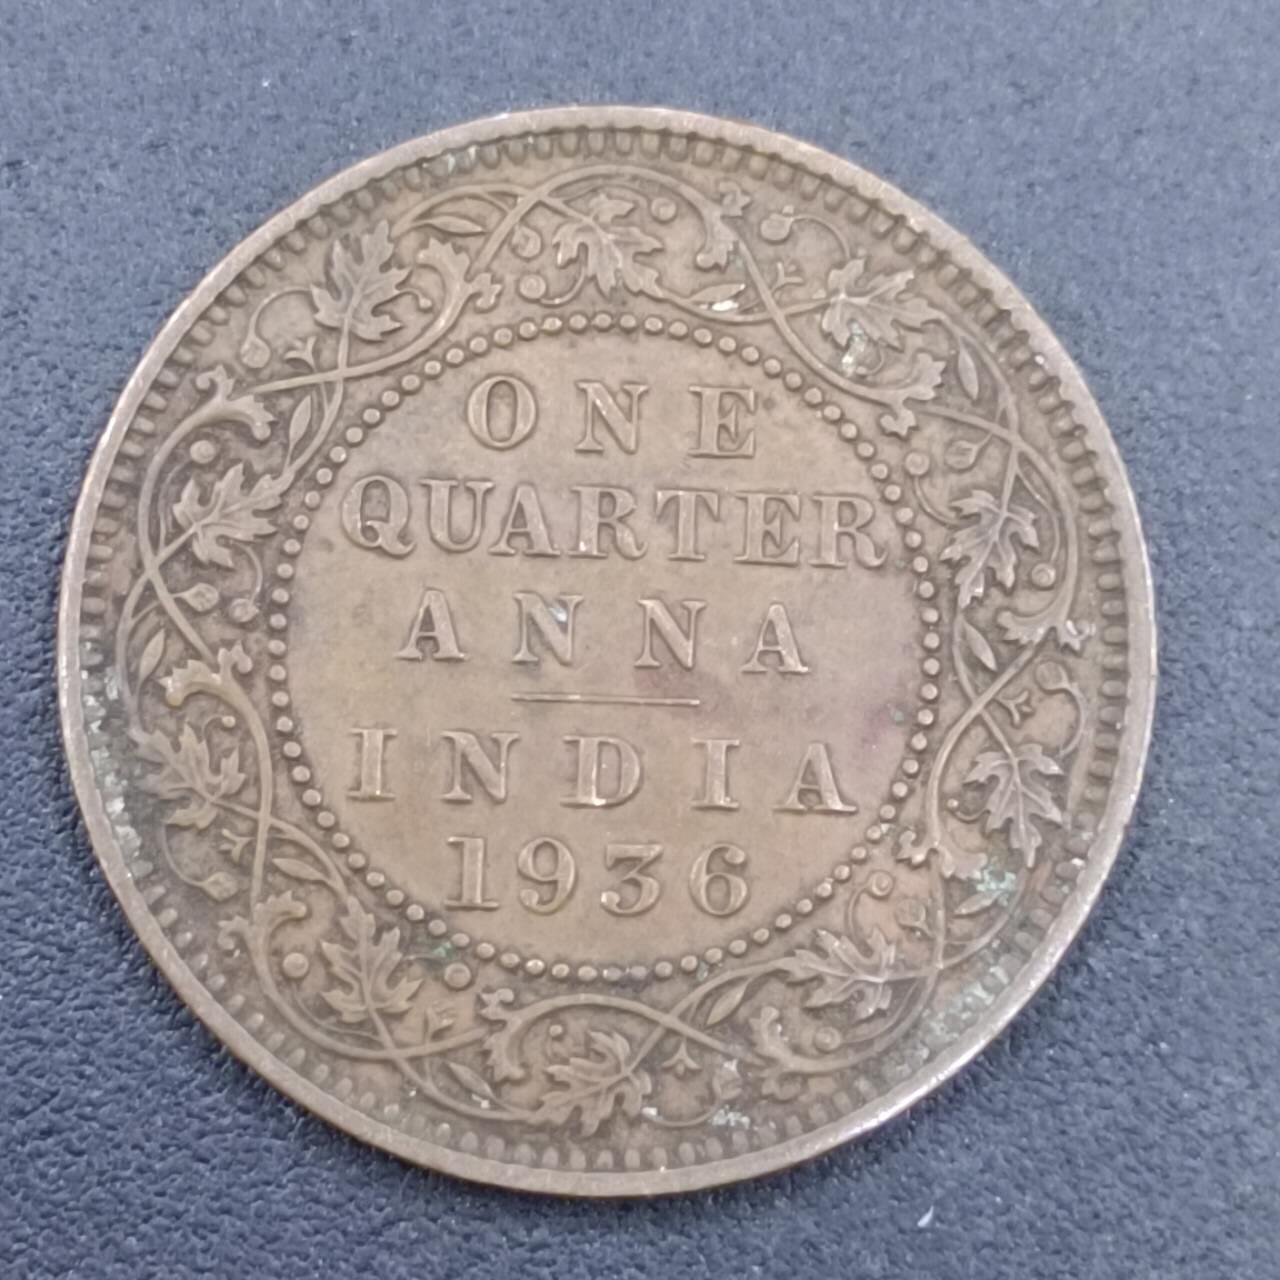 ONE
QUARTER
ANNA
INDIA
1936